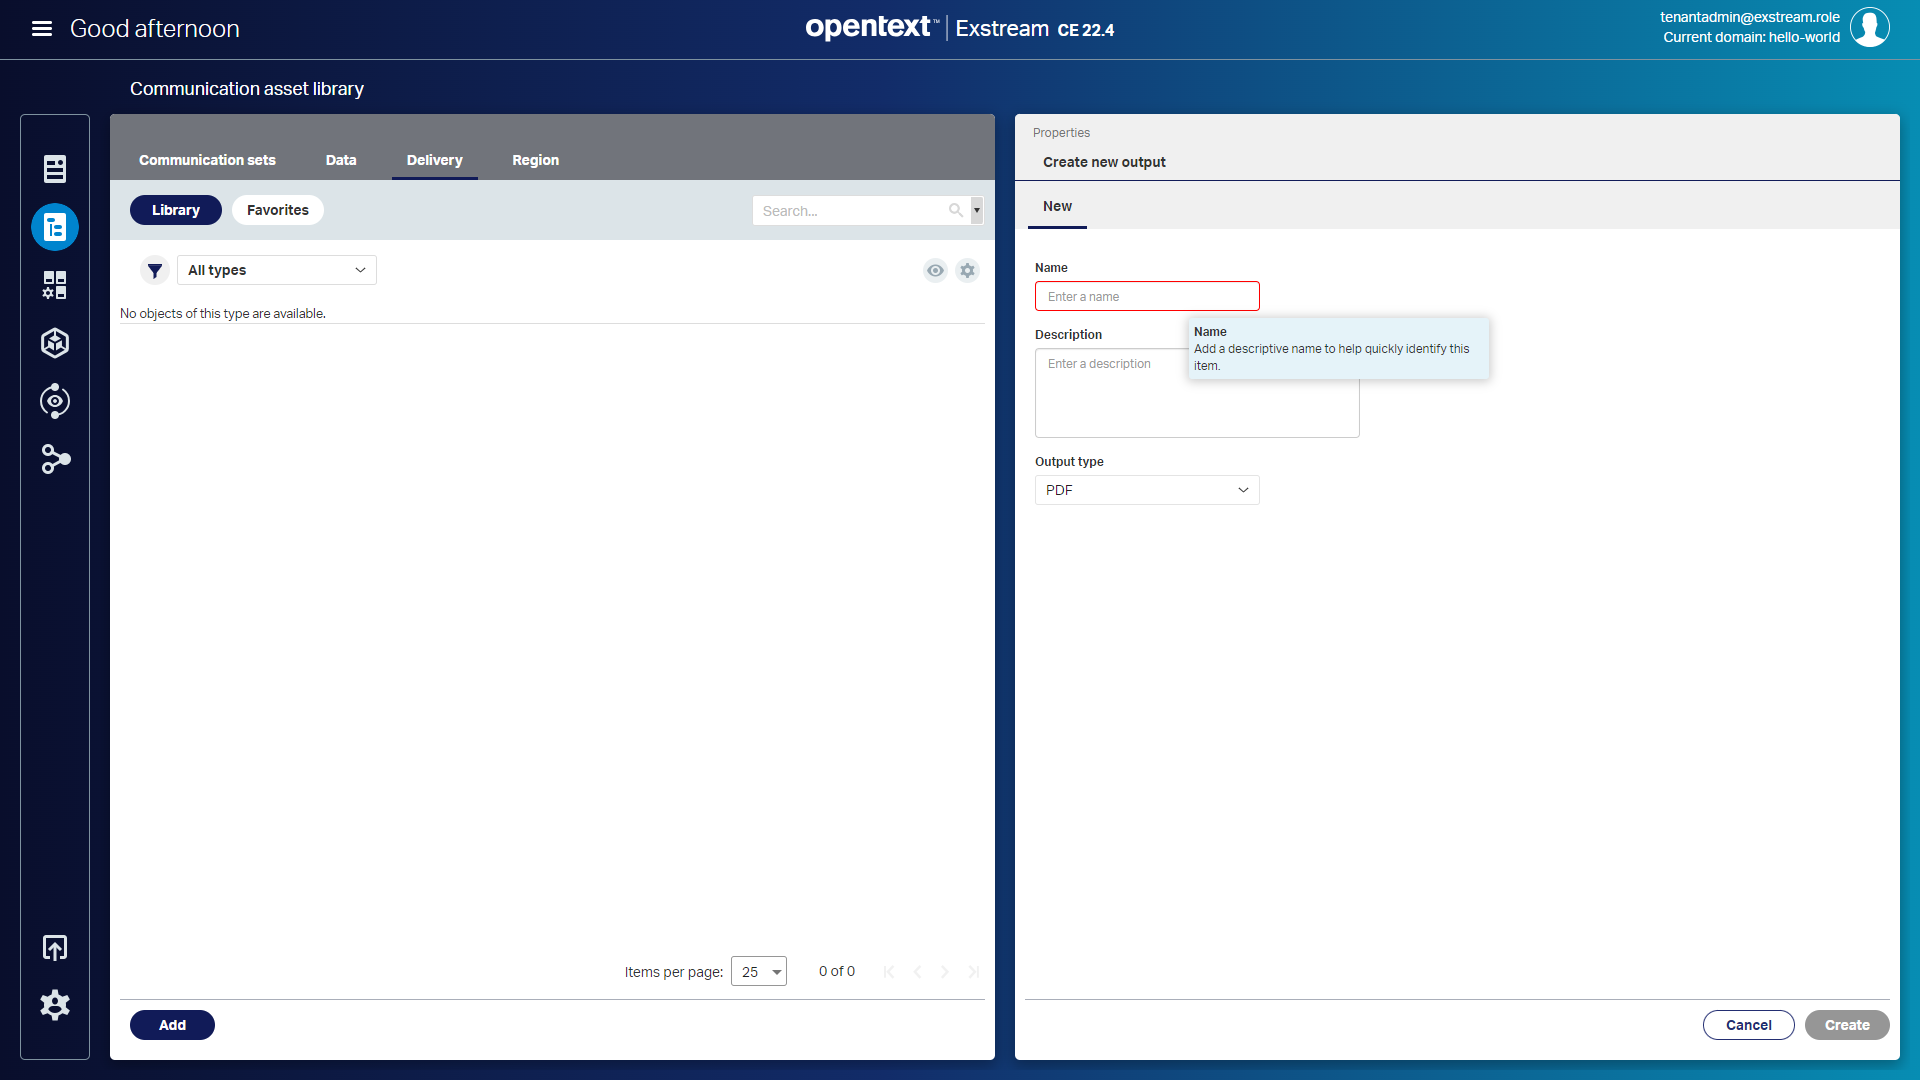 Good afternoon
opentext™ Exstream CE 22.4
tenantadmin@exstream.role
Current domain: hello-world
Communication asset library
Communication sets Data Delivery Region
Library Favorites Search...
All types
No objects of this type are available.
Items per page: 25 0 of 0
Add
Properties
Create new output
New
Name
Enter a name
Name
Add a descriptive name to help quickly identify this
item.
Description
Enter a description
Output type
PDF
Cancel Create